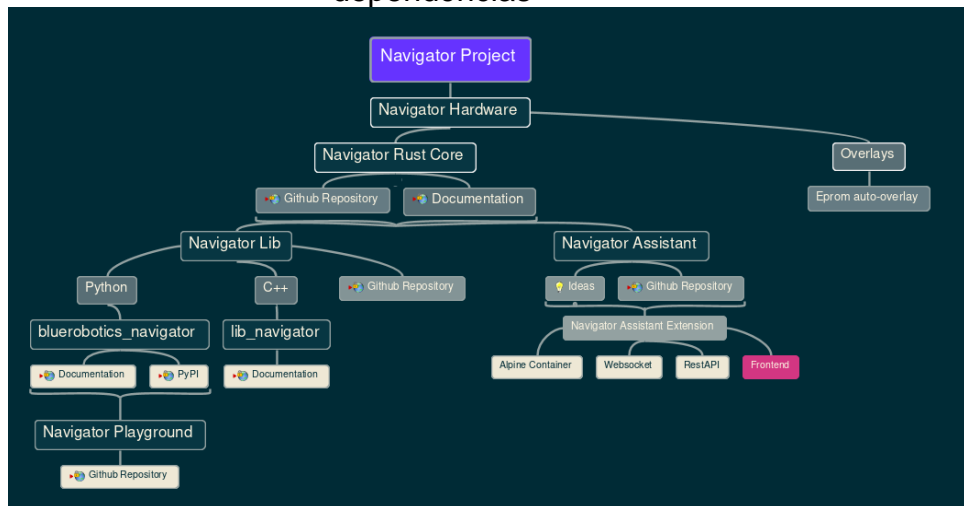 dependências
Navigator Project
Navigator Hardware
Navigator Rust Core
Overlays
Github Repository
Documentation
Eprom auto-overlay
Navigator Lib
Navigator Assistant
Python
C++
Github Repository
Ideas
Github Repository
bluerobotics_navigator
lib_navigator
Navigator Assistant Extension
Documentation
PyPI
Documentation
Alpine Container
Websocket
RestAPI
Frontend
Navigator Playground
Github Repository